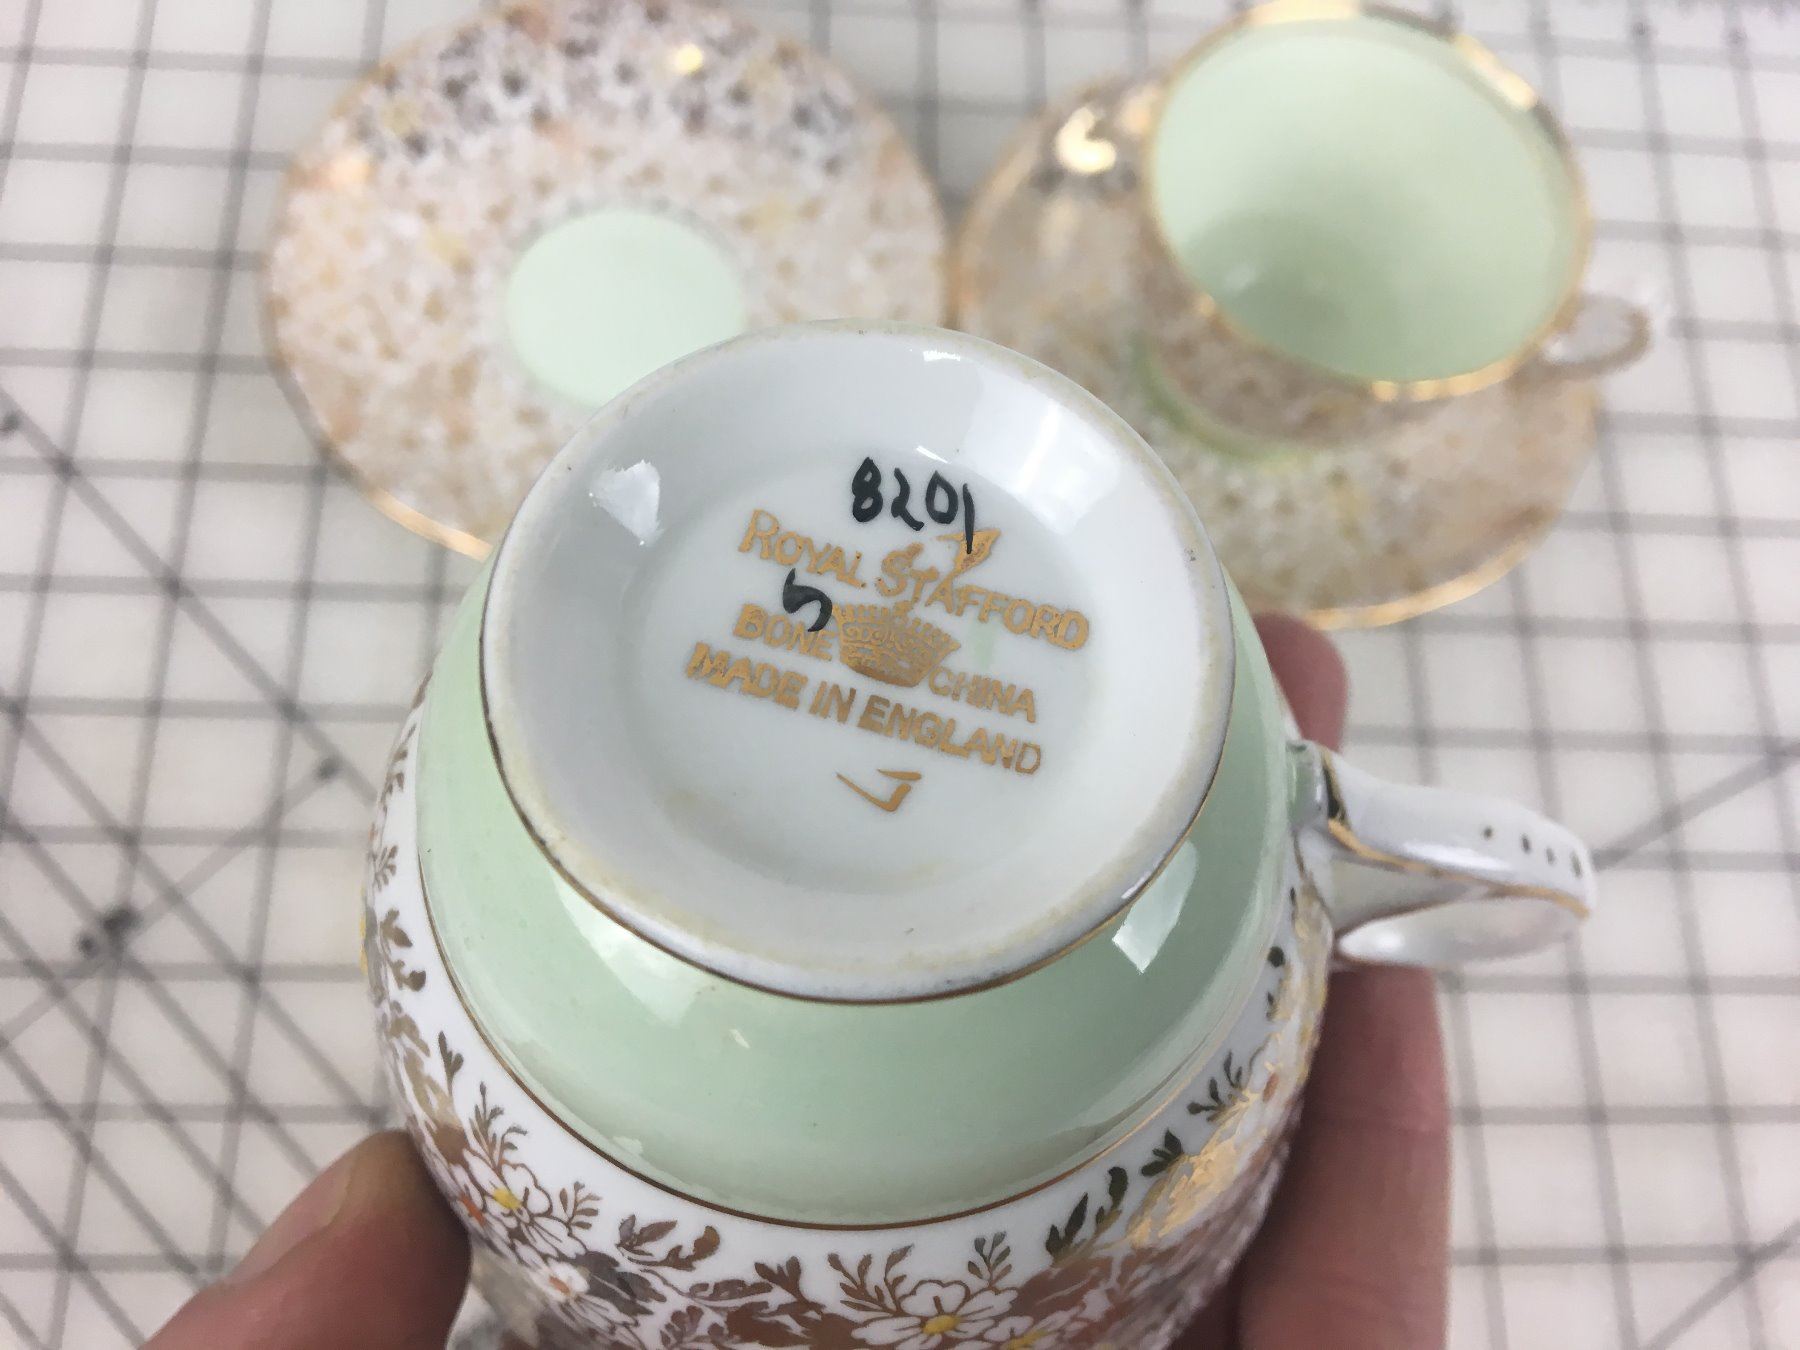 8201
ROYAL STAFFORD
5
BONE CHINA
MADE IN ENGLAND